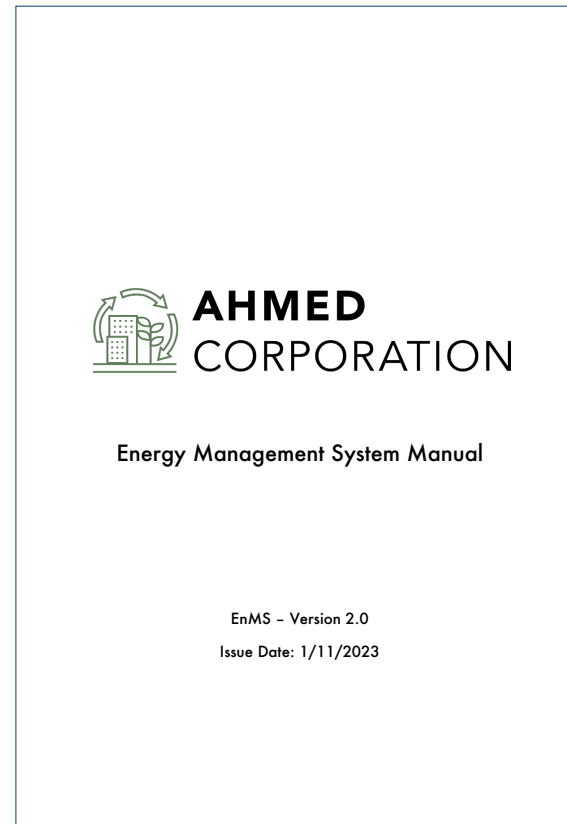 AHMED
CORPORATION
Energy Management System Manual
EnMS – Version 2.0
Issue Date: 1/11/2023